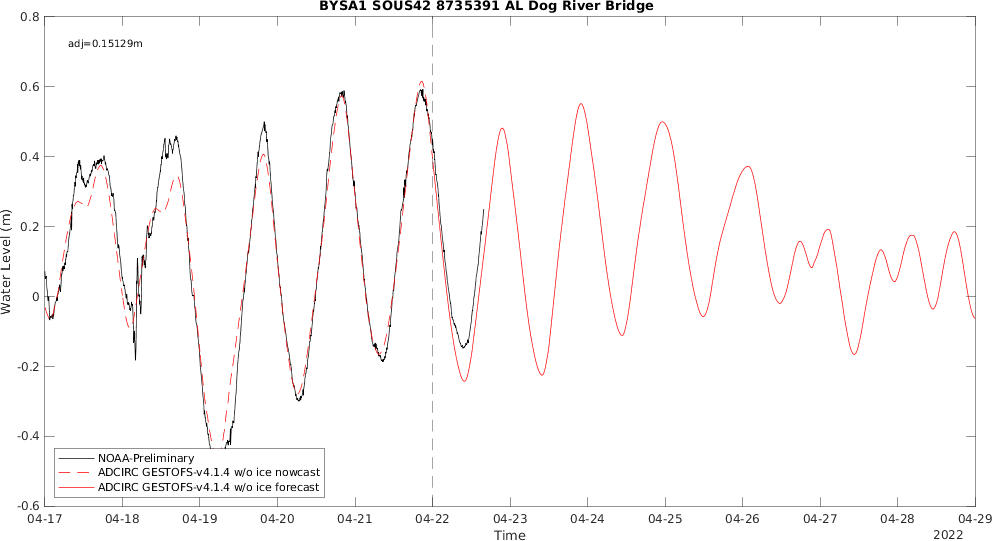 BYSA1 SOUS42 8735391 AL Dog River Bridge
adj=0.15129m
Water Level (m)
0.8
0.6
0.4
0.2
0
-0.2
-0.4
-0.6
NOAA-Preliminary
ADCIRC GESTOFS-v4.1.4 w/o ice nowcast
ADCIRC GESTOFS-v4.1.4 w/o ice forecast
04-17 04-18 04-19 04-20 04-21 04-22 04-23 04-24 04-25 04-26 04-27 04-28 04-29
Time
2022